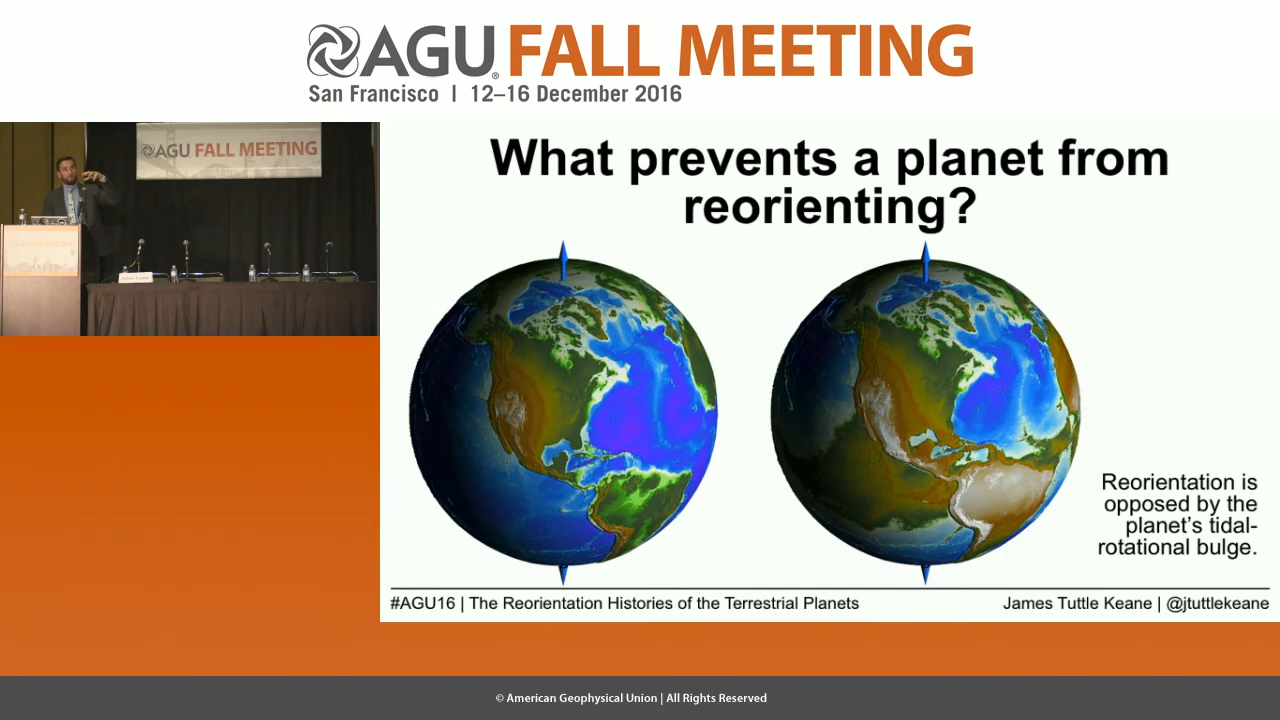 AGU® FALL MEETING
San Francisco | 12–16 December 2016
AGU FALL MEETING
What prevents a planet from
reorienting?
Reorientation is
opposed by the
planet's tidal-
rotational bulge.
#AGU16 | The Reorientation Histories of the Terrestrial Planets
James Tuttle Keane | @jtuttlekeane
© American Geophysical Union | All Rights Reserved